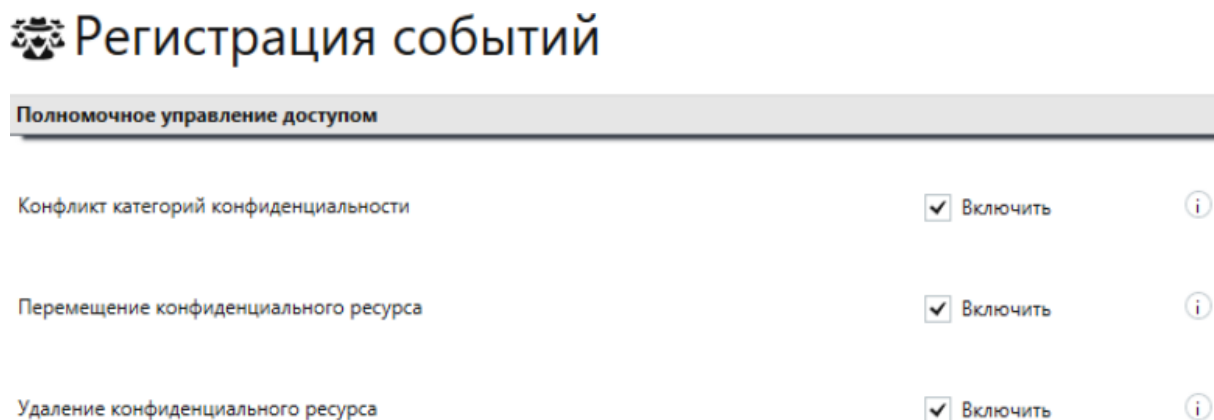 Регистрация событий
Полномочное управление доступом
Конфликт категорий конфиденциальности Включить
Перемещение конфиденциального ресурса Включить
Удаление конфиденциального ресурса Включить